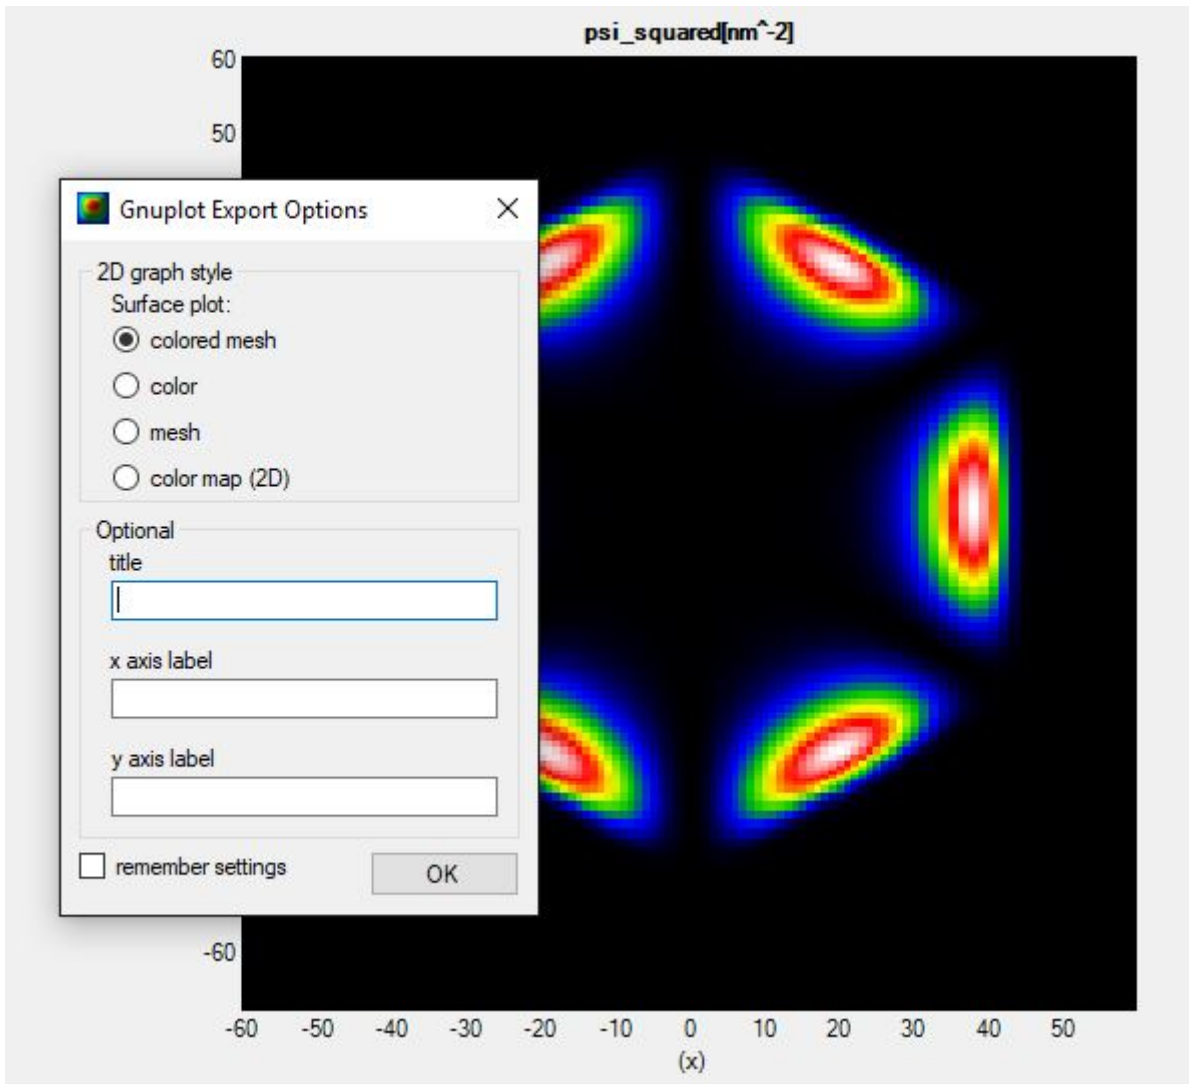 psi_squared[nm^-2]
60
50
Gnuplot Export Options
2D graph style
Surface plot:
colored mesh
color
mesh
color map (2D)
Optional
title
x axis label
y axis label
remember settings
OK
-60
-60 -50 -40 -30 -20 -10 0 10 20 30 40 50
(x)